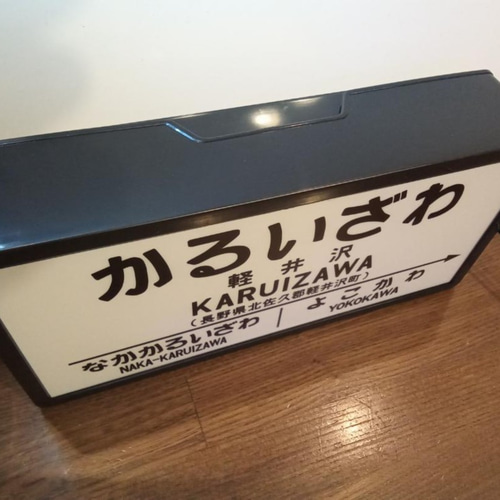 かるいざわ
軽井沢
KARUIZAWA
(長野県北佐久郡軽井沢町)
なかかるいざわ よこかわ
NAKA-KARUIZAWA YOKOKAWA